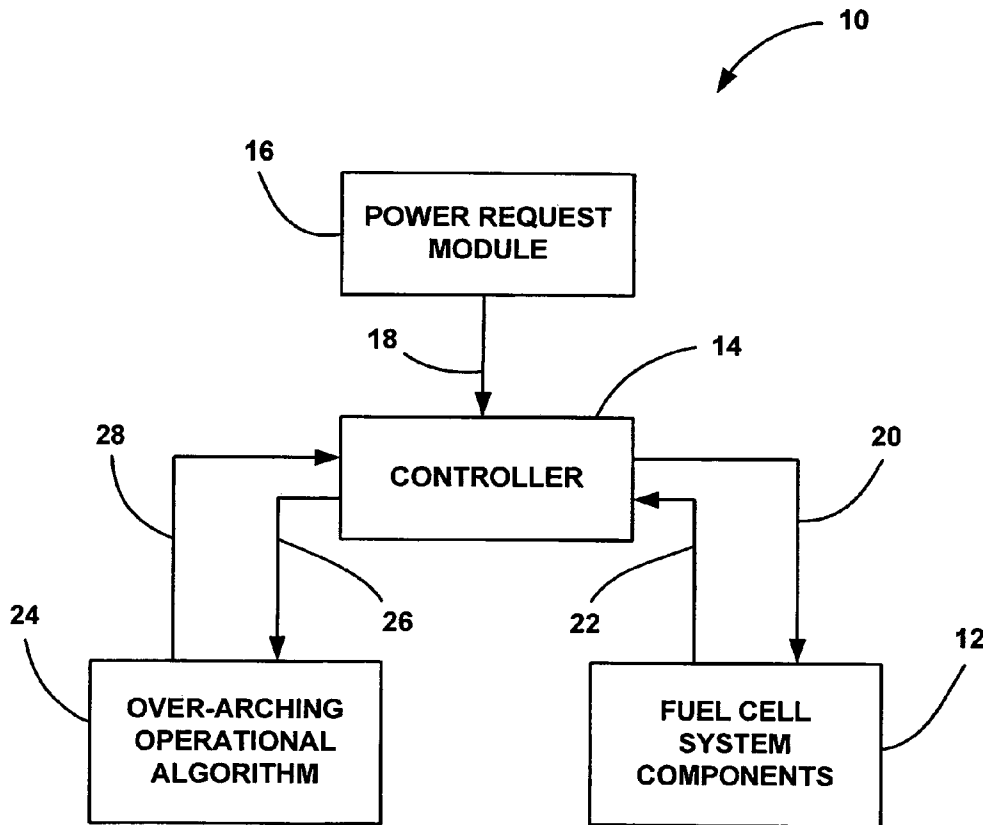 10
16
POWER REQUEST
MODULE
18
14
28
CONTROLLER
20
26
22
24
12
OVER-ARCHING
OPERATIONAL
ALGORITHM
FUEL CELL
SYSTEM
COMPONENTS